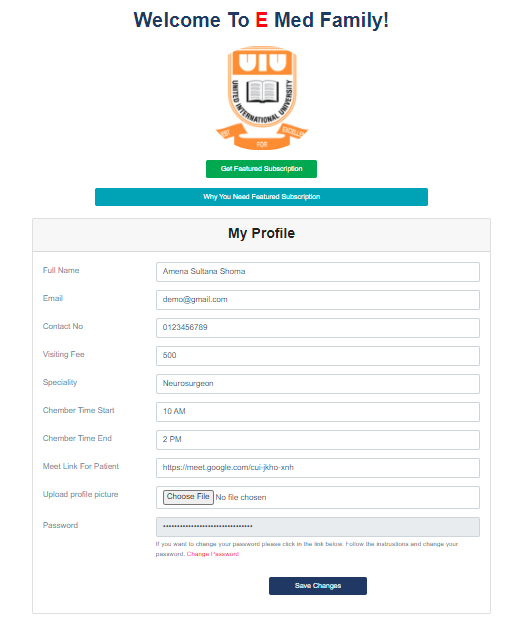 Welcome To E Med Family!
UIU
UNITED INTERNATIONAL UNIVERSITY
FOR
Get Featured Subscription
Why You Need Featured Subscription
My Profile
Full Name
Amena Sultana Shoma
Email
demo@gmail.com
Contact No
0123456789
Visiting Fee
500
Speciality
Neurosurgeon
Chember Time Start
10 AM
Chember Time End
2 PM
Meet Link For Patient
https://meet.google.com/cui-jkho-xnh
Upload profile picture
Choose File No file chosen
Password
If you want to change your password please click in the link below. Follow the instrustions and change your
password. Change Password
Save Changes